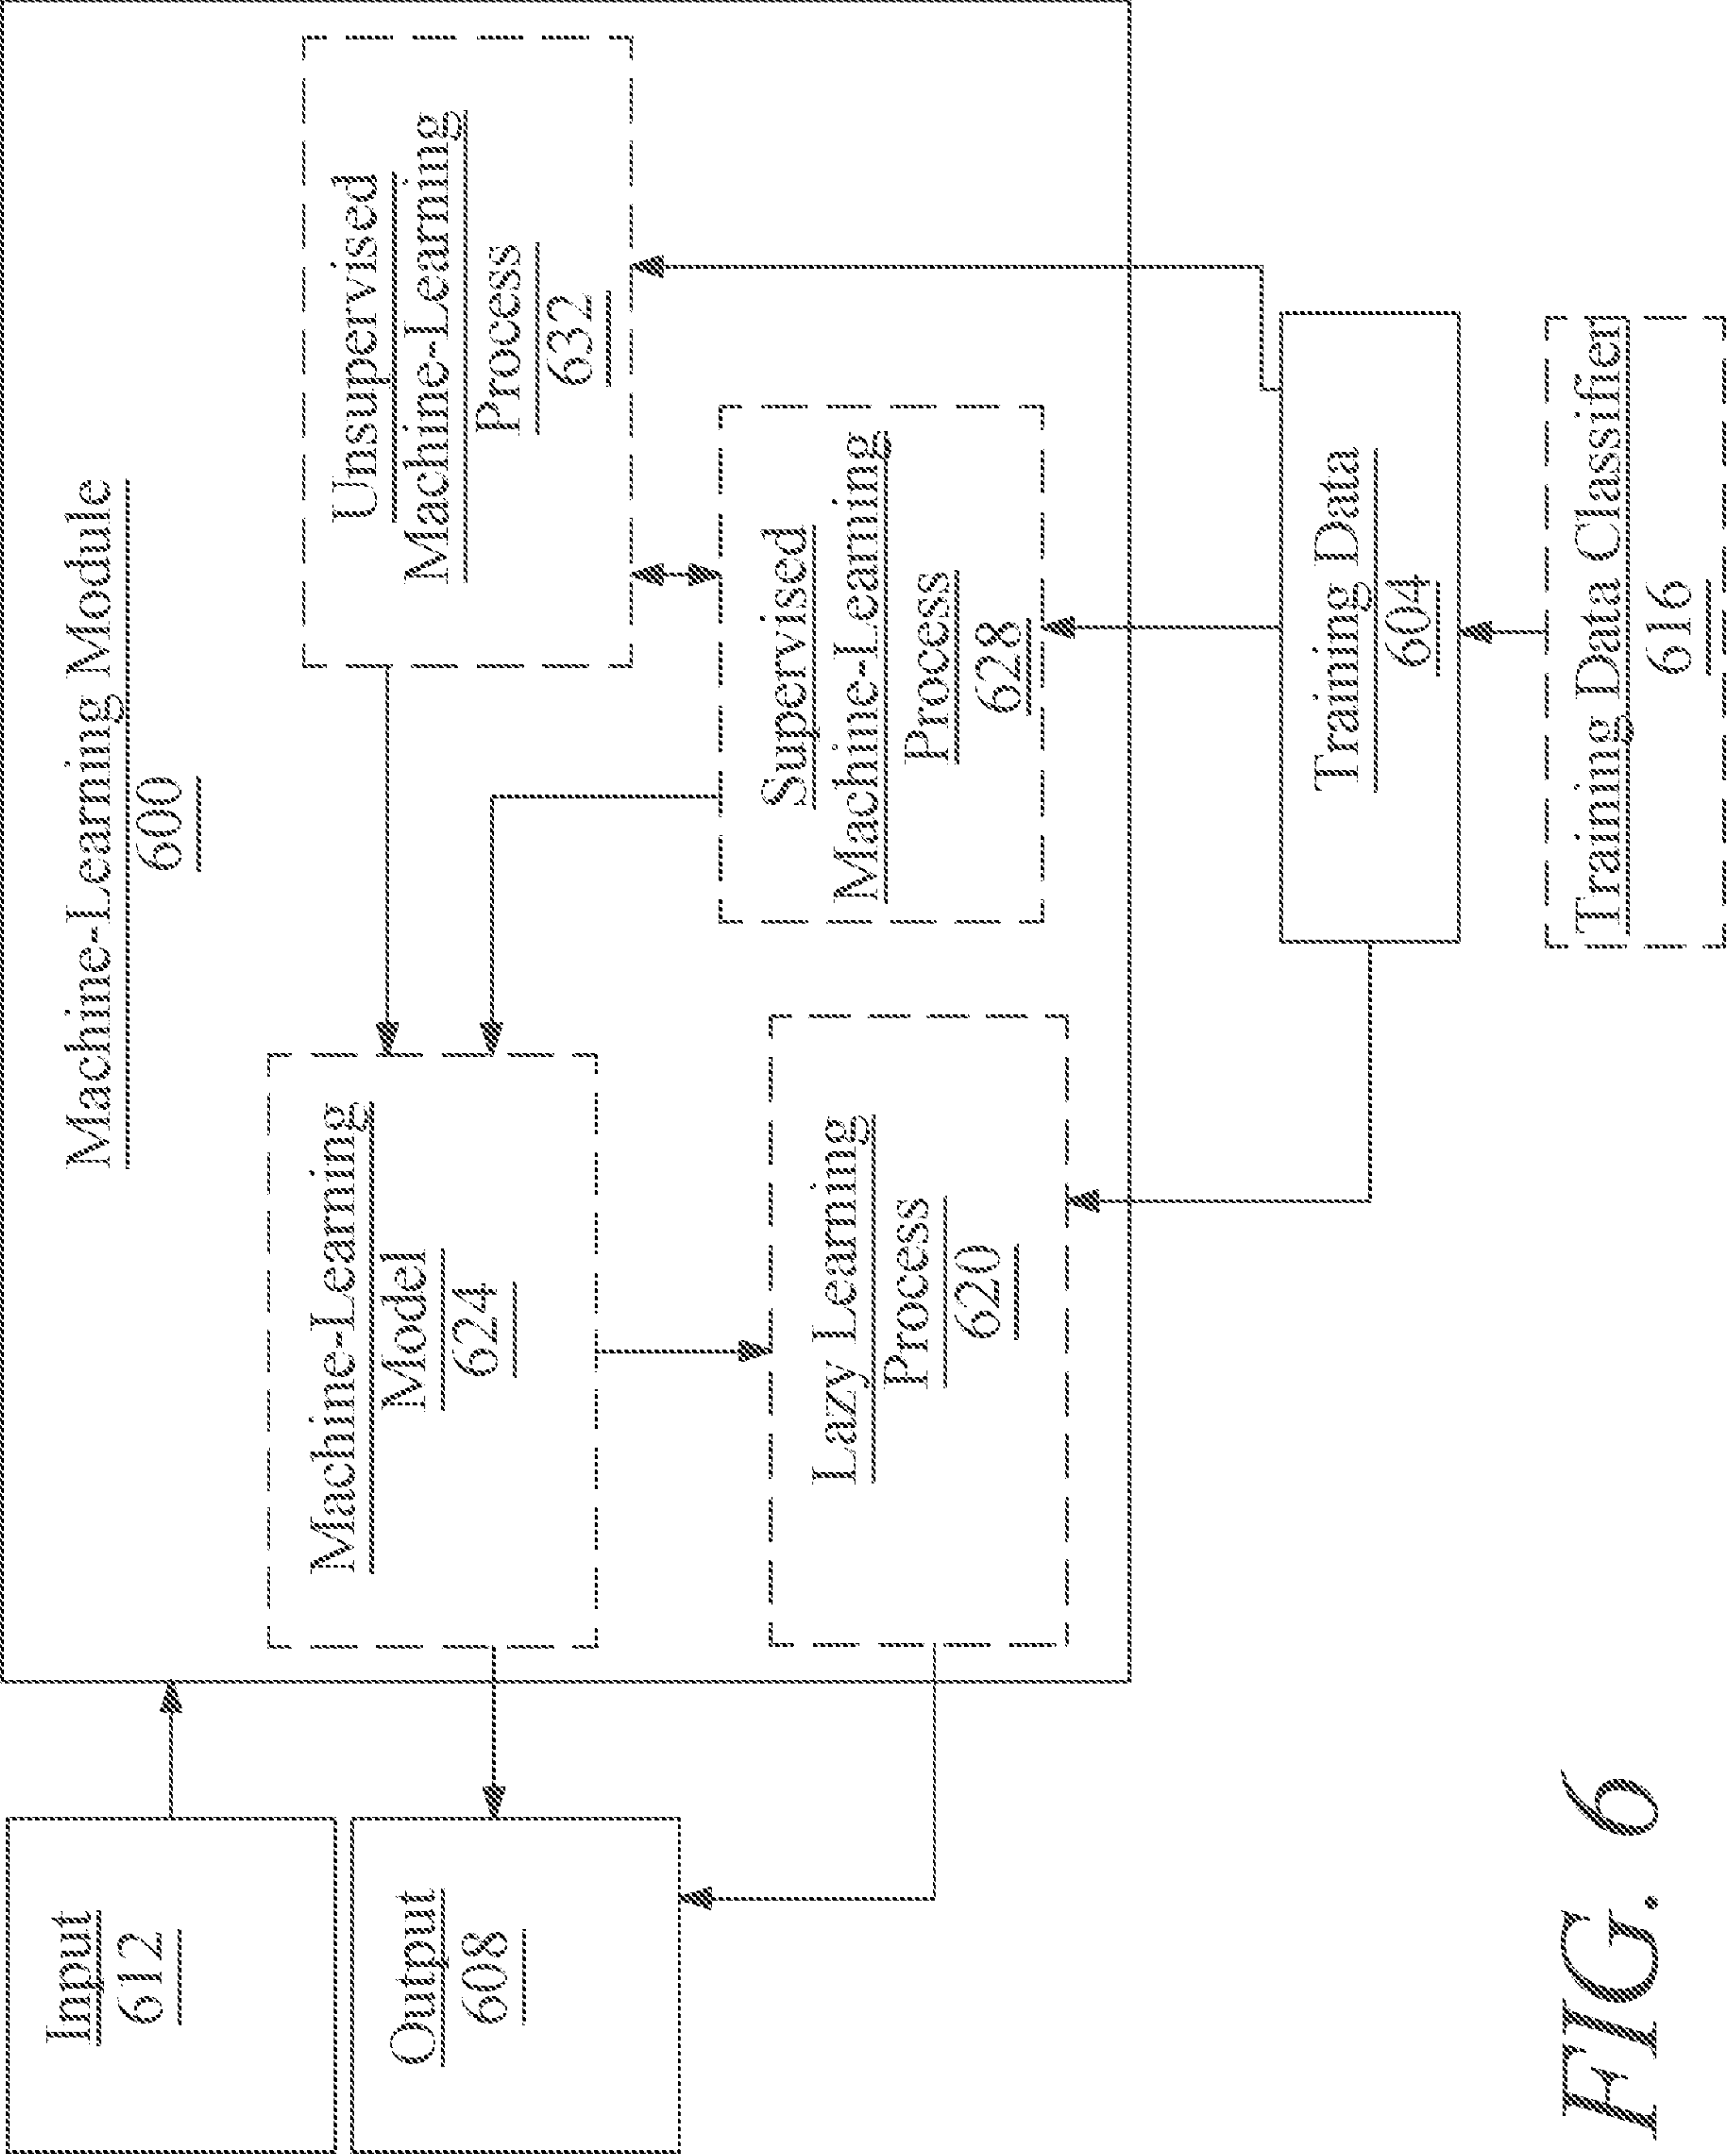 Machine-Learning Module
600
Input
612
Output
608
Machine-Learning
Model
624
Unsupervised
Machine-Learning
Process
632
Lazy Learning
Process
620
Supervised
Machine-Learning
Process
628
Training Data
604
Training Data Classifier
616
FIG. 6